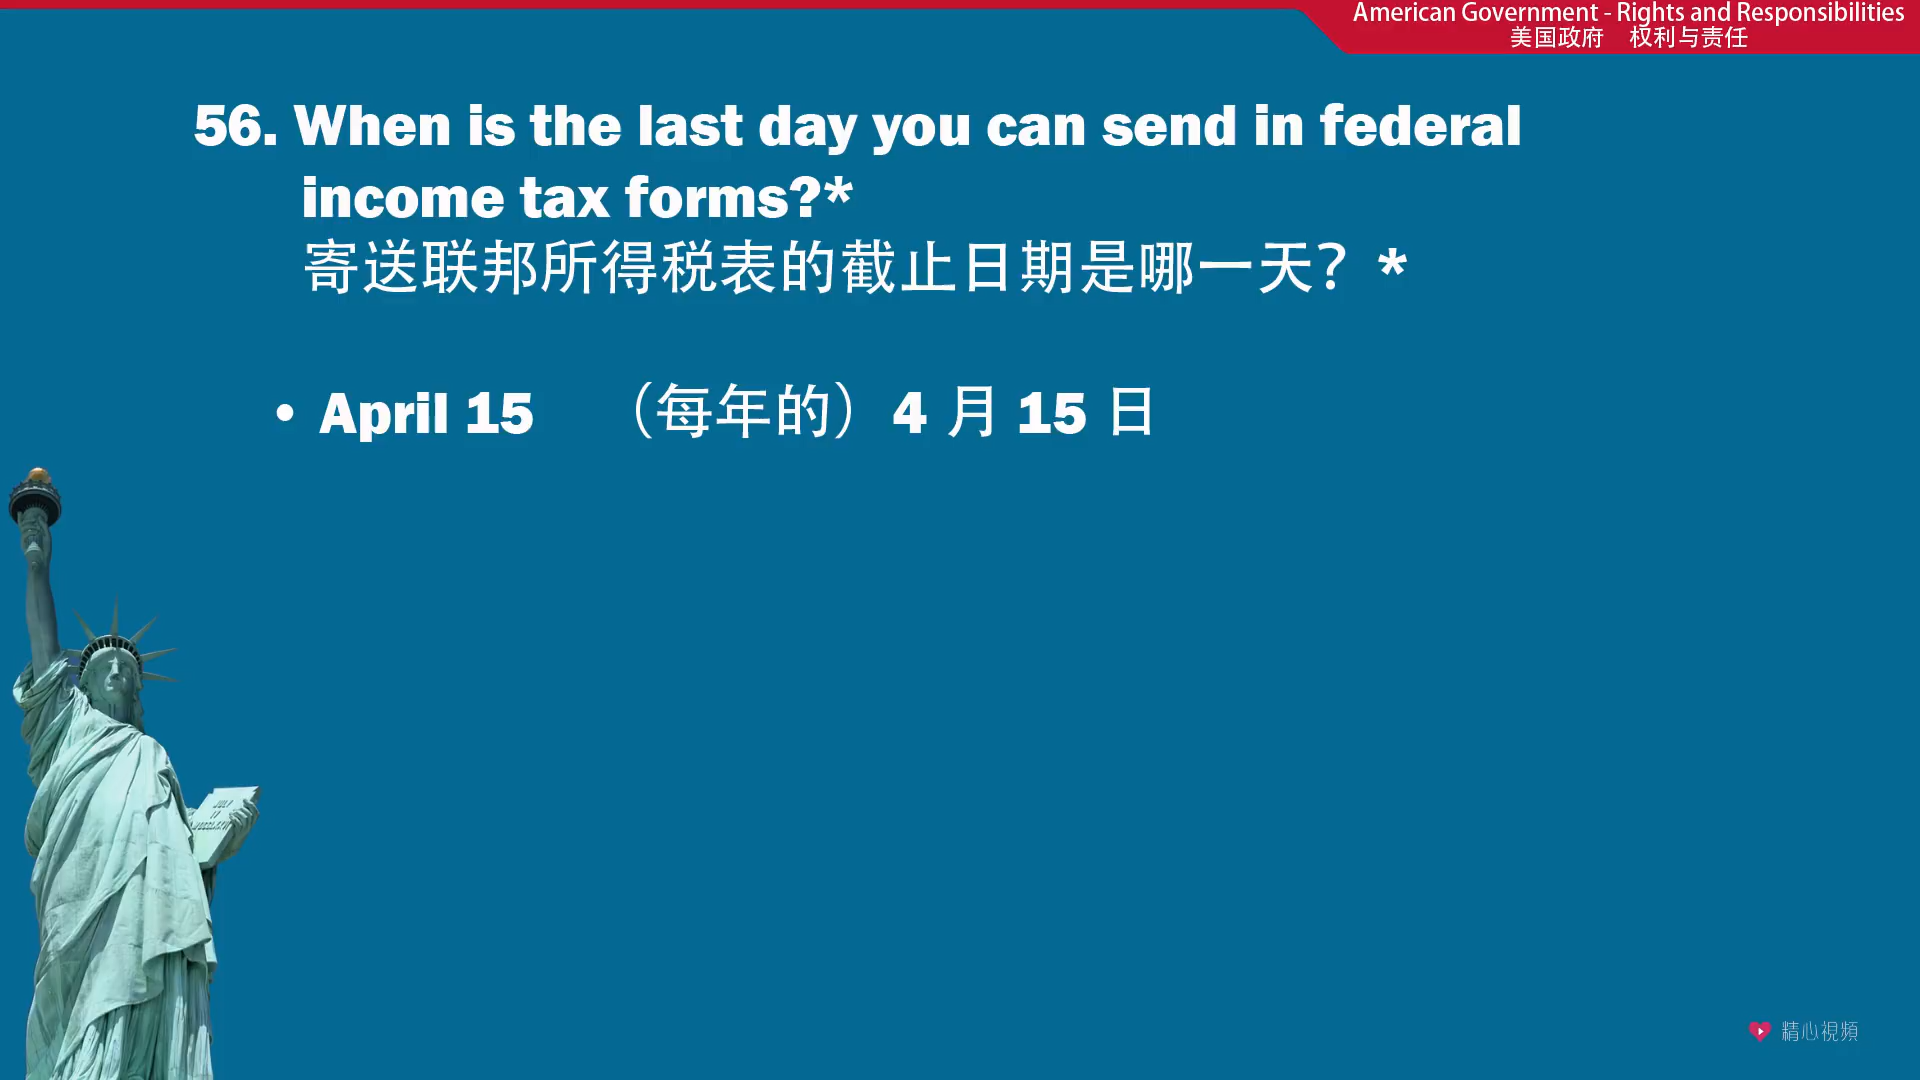 American Government - Rights and Responsibilities
美国政府 权利与责任
56. When is the last day you can send in federal
income tax forms?*
寄送联邦所得税表的截止日期是哪一天？*
• April 15 （每年的）4 月 15 日
JULY
IV
精心視頻